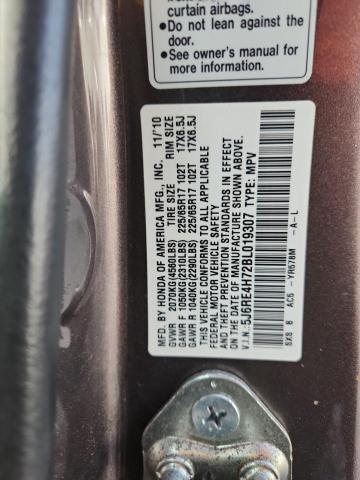 curtain airbags.
•Do not lean against the
door.
•See owner's manual for
more information.
MFD. BY HONDA OF AMERICA MFG., INC. 11/'10
GVWR 2070KG(4560LBS) TIRE SIZE RIM SIZE
GAWR F 1050KG(2310LBS) 225/65R17 102T 17X6.5J
GAWR R 1040KG(2290LBS) 225/65R17 102T 17X6.5J
THIS VEHICLE CONFORMS TO ALL APPLICABLE
FEDERAL MOTOR VEHICLE SAFETY
AND THEFT PREVENTION STANDARDS IN EFFECT
ON THE DATE OF MANUFACTURE SHOWN ABOVE.
V.I.N.: 5J6RE4H72BL019307 TYPE: MPV
SX8 B AC5 -YR578M -A-L